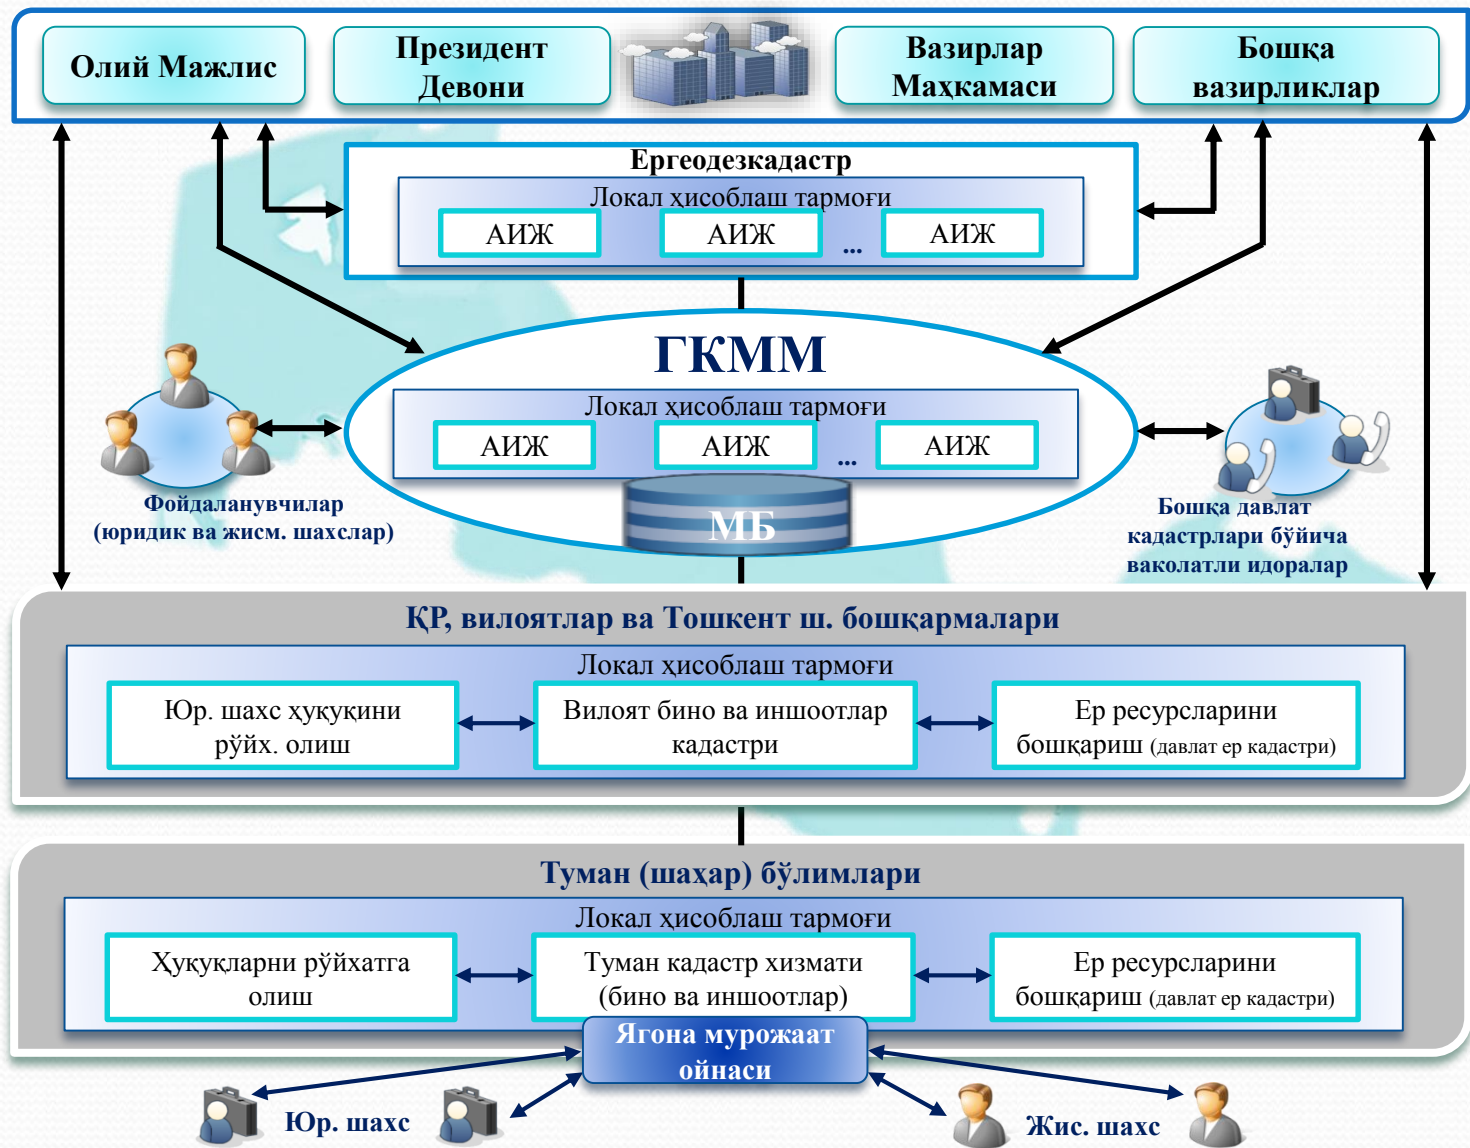 Олий Мажлис
Президент
Девони
Вазирлар
Маҳкамаси
Бошқа
вазирликлар
Ергеодезкадастр
Локал ҳисоблаш тармоғи
АИЖ
АИЖ
...
АИЖ
ГКММ
Локал ҳисоблаш тармоғи
АИЖ
АИЖ
...
АИЖ
МБ
Фойдаланувчилар
(юридик ва жисм. шахслар)
Бошқа давлат
кадастрлари бўйича
ваколатли идоралар
ҚР, вилоятлар ва Тошкент ш. бошқармалари
Локал ҳисоблаш тармоғи
Юр. шахс ҳуқуқини
рўйх. олиш
Вилоят бино ва иншоотлар
кадастри
Ер ресурсларини
бошқариш (давлат ер кадастри)
Туман (шаҳар) бўлимлари
Локал ҳисоблаш тармоғи
Ҳуқуқларни рўйхатга
олиш
Туман кадастр хизмати
(бино ва иншоотлар)
Ер ресурсларини
бошқариш (давлат ер кадастри)
Ягона мурожаат
ойнаси
Юр. шахс
Жис. шахс